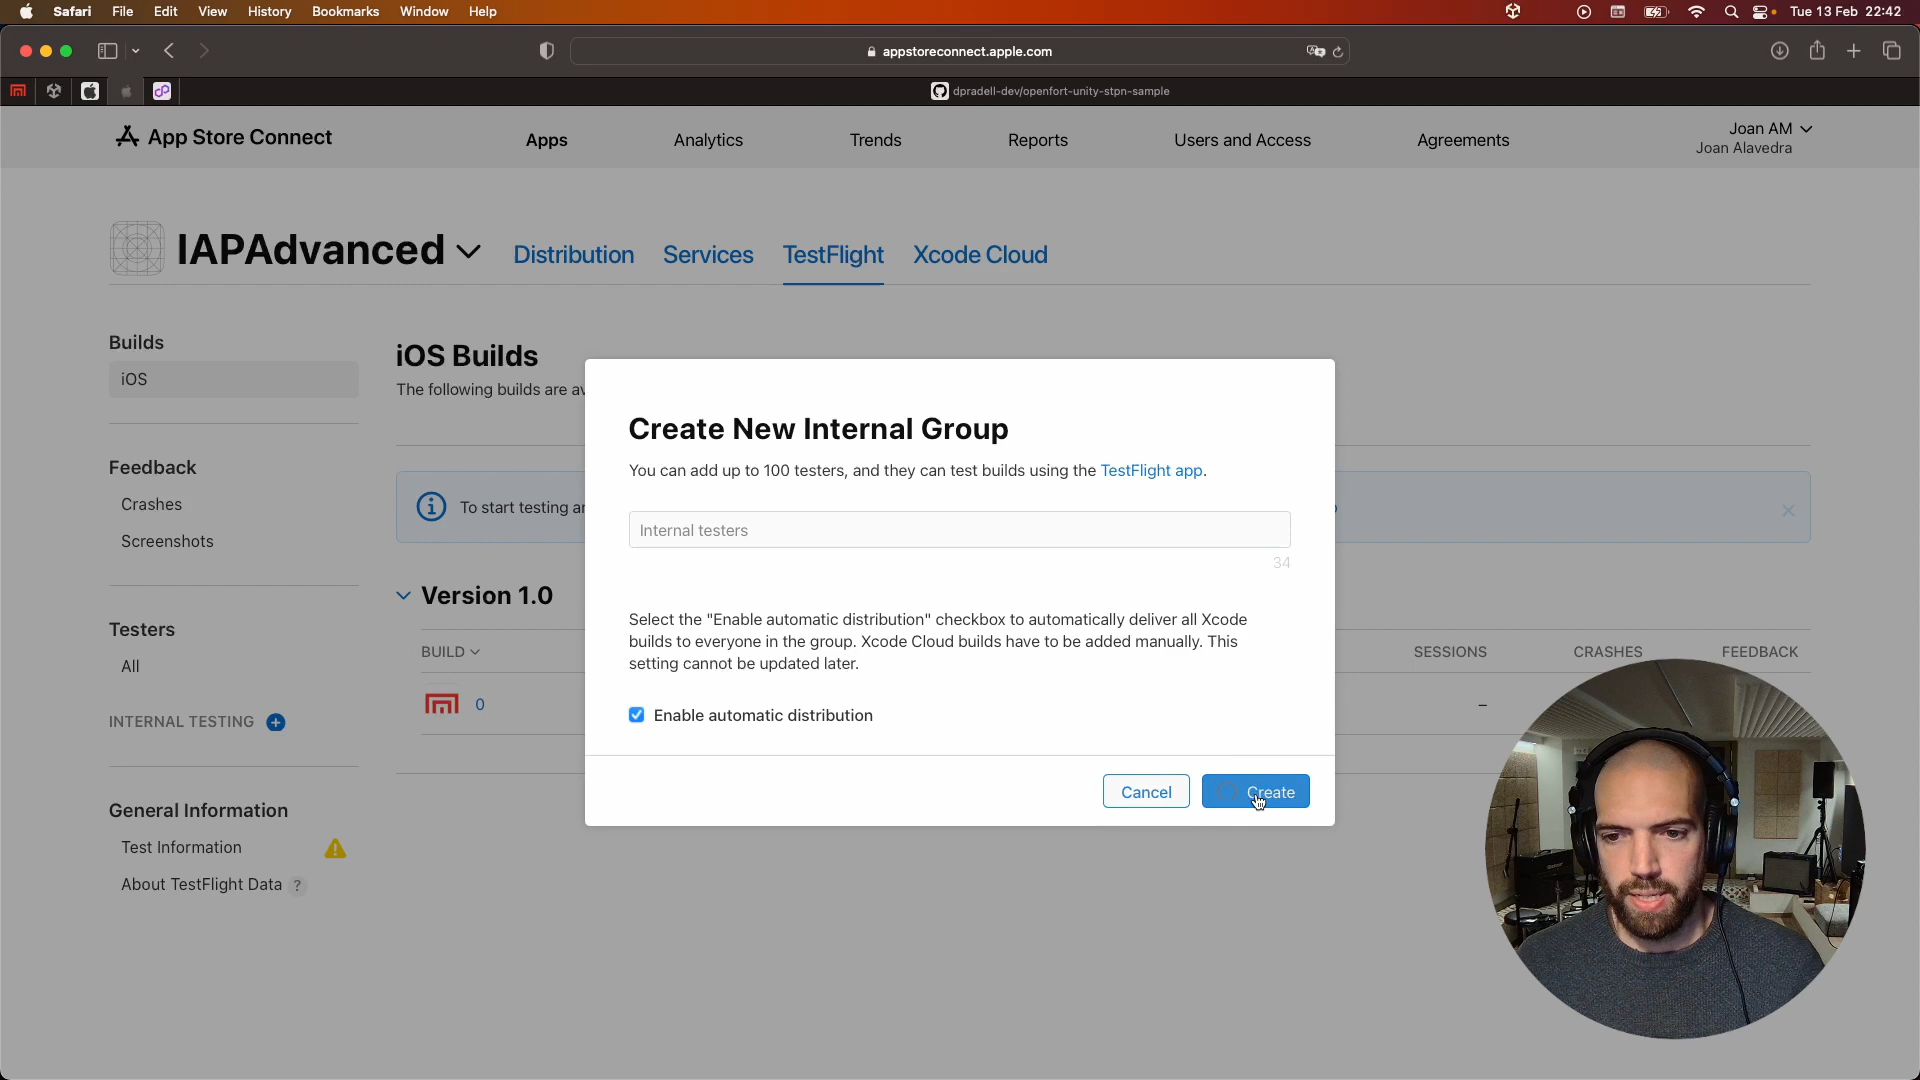 Safari File Edit View History Bookmarks Window Help Tue 13 Feb 22:42
appstoreconnect.apple.com
dpradell-dev/openfort-unity-stpn-sample
App Store Connect Apps Analytics Trends Reports Users and Access Agreements Joan AM
Joan Alavedra
IAPAdvanced Distribution Services TestFlight Xcode Cloud
Builds
iOS
Feedback
Crashes
Screenshots
Testers
All
INTERNAL TESTING
General Information
Test Information
About TestFlight Data ?
iOS Builds
The following builds are
To start testing
Version 1.0
BUILD SESSIONS CRASHES FEEDBACK
0 –
Create New Internal Group
You can add up to 100 testers, and they can test builds using the TestFlight app.
Internal testers
34
Select the "Enable automatic distribution" checkbox to automatically deliver all Xcode
builds to everyone in the group. Xcode Cloud builds have to be added manually. This
setting cannot be updated later.
Enable automatic distribution
Cancel Create